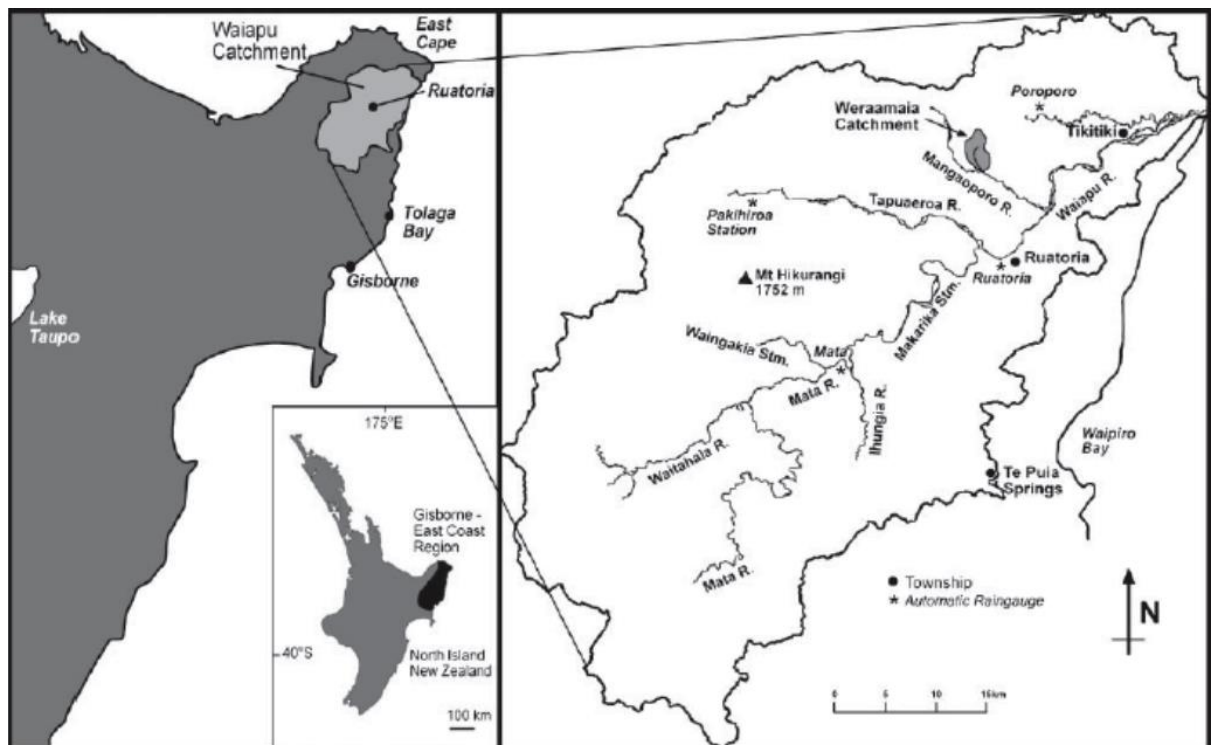 Waiapu
Catchment
East
Cape
Ruatoria
Tolaga
Bay
Gisborne
Lake
Taupo
175°E
Gisborne -
East Coast
Region
40°S
North Island
New Zealand
100 km
Poroporo
Weraamaia
Catchment
Tikitiki
Mangaoporo R.
Waiapu R.
Tapuaeroa R.
Pakihiroa
Station
Ruatoria
Ruatoria
Mt Hikurangi
1752 m
Makarika Stm.
Waingakia Stm.
Mata
Mata R.
Ihungia R.
Waitahala R.
Mata R.
Waipiro
Bay
Te Puia
Springs
Township
Automatic Raingauge
N
0 5 10 15km